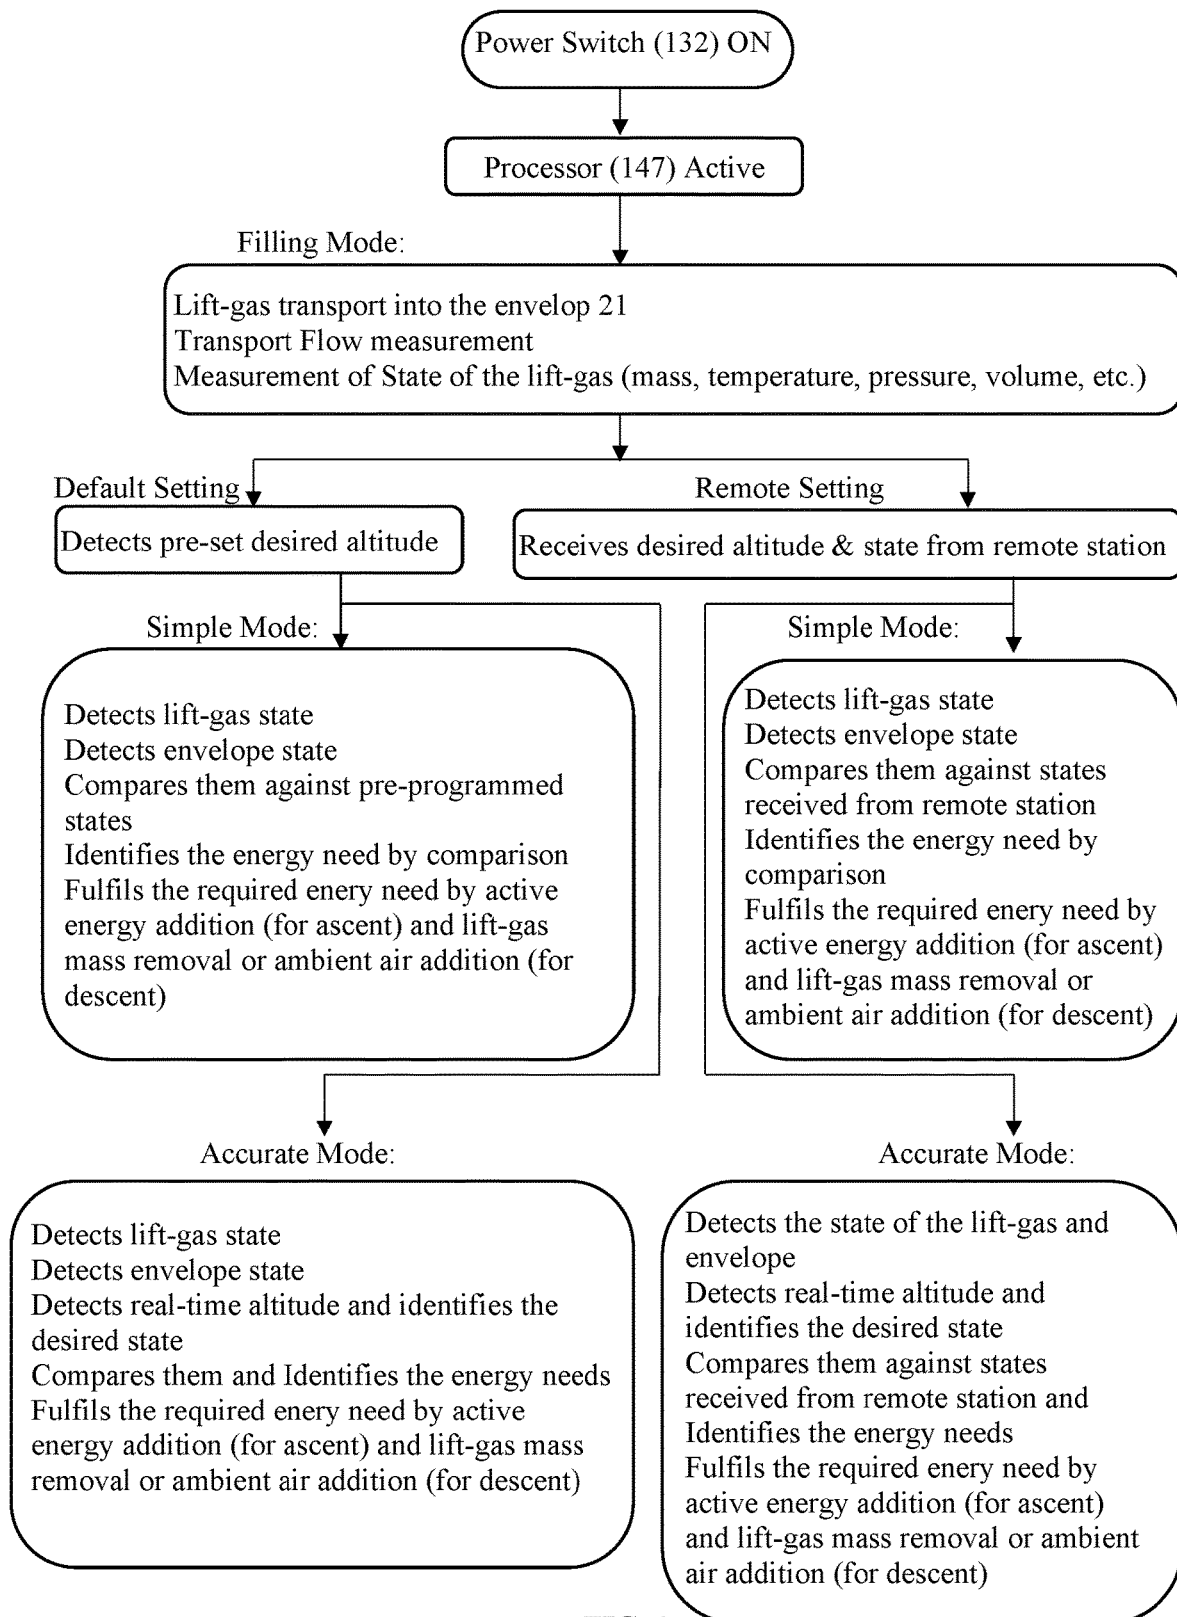 Power Switch (132) ON
Processor (147) Active
Filling Mode:
Lift-gas transport into the envelop 21
Transport Flow measurement
Measurement of State of the lift-gas (mass, temperature, pressure, volume, etc.)
Default Setting
Remote Setting
Detects pre-set desired altitude
Receives desired altitude & state from remote station
Simple Mode:
Detects lift-gas state
Detects envelope state
Compares them against pre-programmed
states
Identifies the energy need by comparison
Fulfils the required enery need by active
energy addition (for ascent) and lift-gas
mass removal or ambient air addition (for
descent)
Simple Mode:
Detects lift-gas state
Detects envelope state
Compares them against states
received from remote station
Identifies the energy need by
comparison
Fulfils the required enery need by
active energy addition (for ascent)
and lift-gas mass removal or
ambient air addition (for descent)
Accurate Mode:
Detects lift-gas state
Detects envelope state
Detects real-time altitude and identifies the
desired state
Compares them and Identifies the energy needs
Fulfils the required enery need by active
energy addition (for ascent) and lift-gas mass
removal or ambient air addition (for descent)
Accurate Mode:
Detects the state of the lift-gas and
envelope
Detects real-time altitude and
identifies the desired state
Compares them against states
received from remote station and
Identifies the energy needs
Fulfils the required enery need by
active energy addition (for ascent)
and lift-gas mass removal or ambient
air addition (for descent)